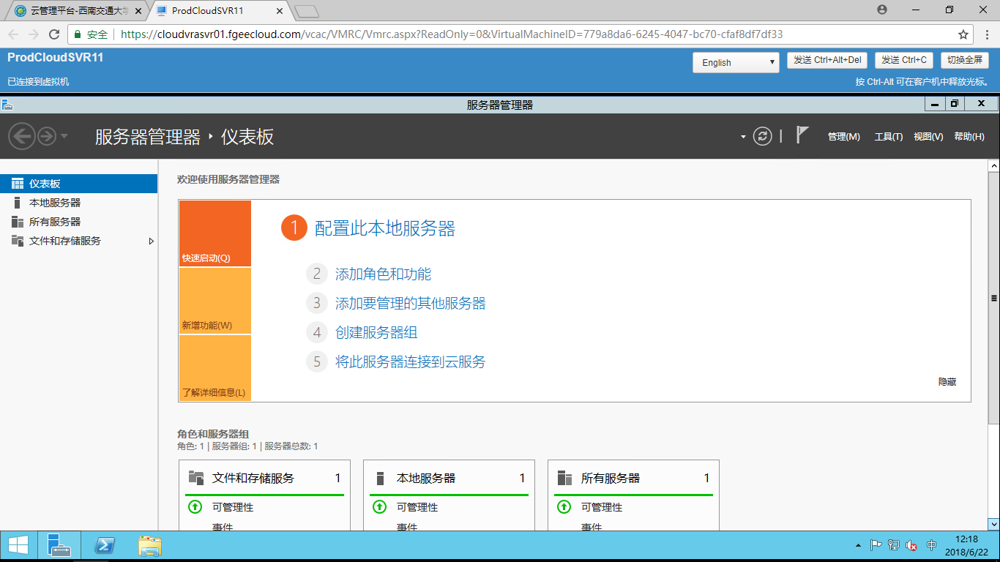 云管理平台-西南交通大学
ProdCloudSVR11
安全
https://cloudvrasvr01.fgeecloud.com/vcac/VMRC/Vmrc.aspx?ReadOnly=0&VirtualMachineID=779a8da6-6245-4047-bc70-cfaf8df7df33
ProdCloudSVR11
English
发送 Ctrl+Alt+Del
发送 Ctrl+C
切换全屏
已连接到虚拟机
按 Ctrl-Alt 可在客户机中释放光标。
服务器管理器
服务器管理器 仪表板
管理(M)
工具(T)
视图(V)
帮助(H)
仪表板
本地服务器
所有服务器
文件和存储服务
欢迎使用服务器管理器
快速启动(Q)
新增功能(W)
了解详细信息(L)
1 配置此本地服务器
2 添加角色和功能
3 添加要管理的其他服务器
4 创建服务器组
5 将此服务器连接到云服务
隐藏
角色和服务器组
角色: 1 | 服务器组: 1 | 服务器总数: 1
文件和存储服务 1
可管理性
事件
本地服务器 1
可管理性
事件
所有服务器 1
可管理性
事件
中
12:18
2018/6/22